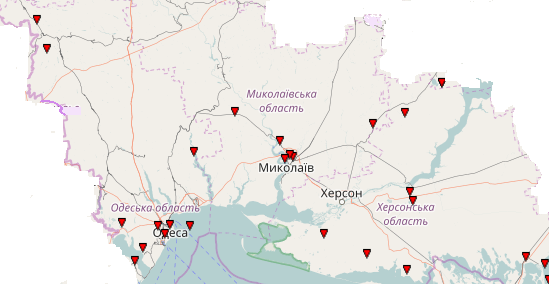 Миколаївська
область
Миколаїв
Херсон
Одеська область
Херсонська
область
Одеса